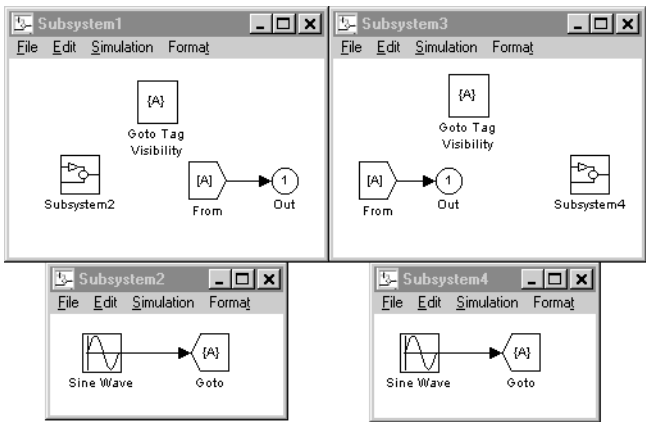 Subsystem1
File Edit Simulation Format
{A}
Goto Tag
Visibility
Subsystem2
[A]
From
1
Out
Subsystem3
File Edit Simulation Format
{A}
Goto Tag
Visibility
[A]
From
1
Out
Subsystem4
Subsystem2
File Edit Simulation Format
Sine Wave
{A}
Goto
Subsystem4
File Edit Simulation Format
Sine Wave
{A}
Goto